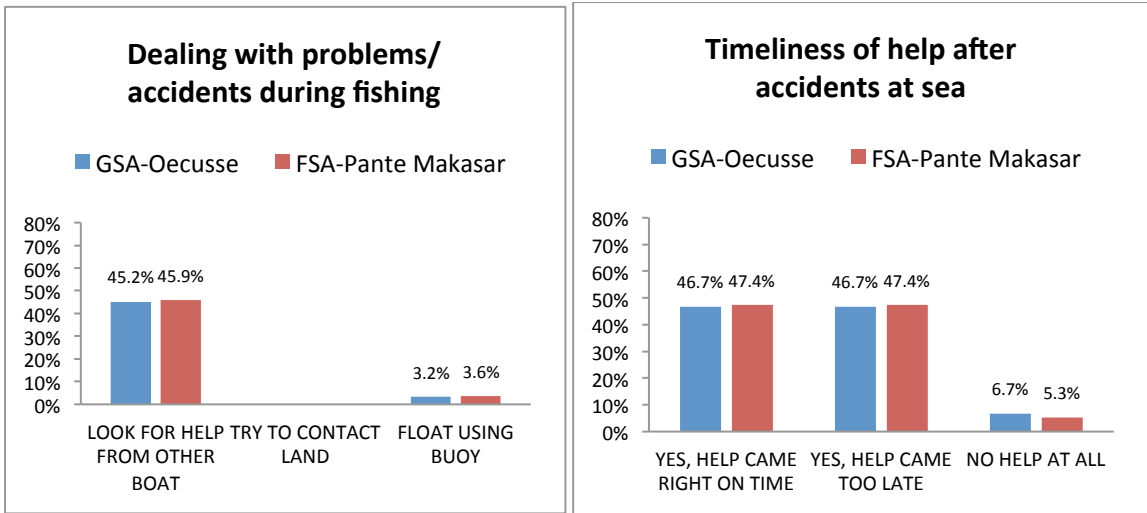 Dealing with problems/
accidents during fishing
GSA-Oecusse FSA-Pante Makasar
80%
70%
60%
50%
40%
30%
20%
10%
0%
45.2% 45.9%
3.2% 3.6%
LOOK FOR HELP FROM OTHER BOAT
TRY TO CONTACT LAND
FLOAT USING BUOY
Timeliness of help after
accidents at sea
GSA-Oecusse FSA-Pante Makasar
80%
70%
60%
50%
40%
30%
20%
10%
0%
46.7% 47.4% 46.7% 47.4%
6.7% 5.3%
YES, HELP CAME RIGHT ON TIME
YES, HELP CAME TOO LATE
NO HELP AT ALL